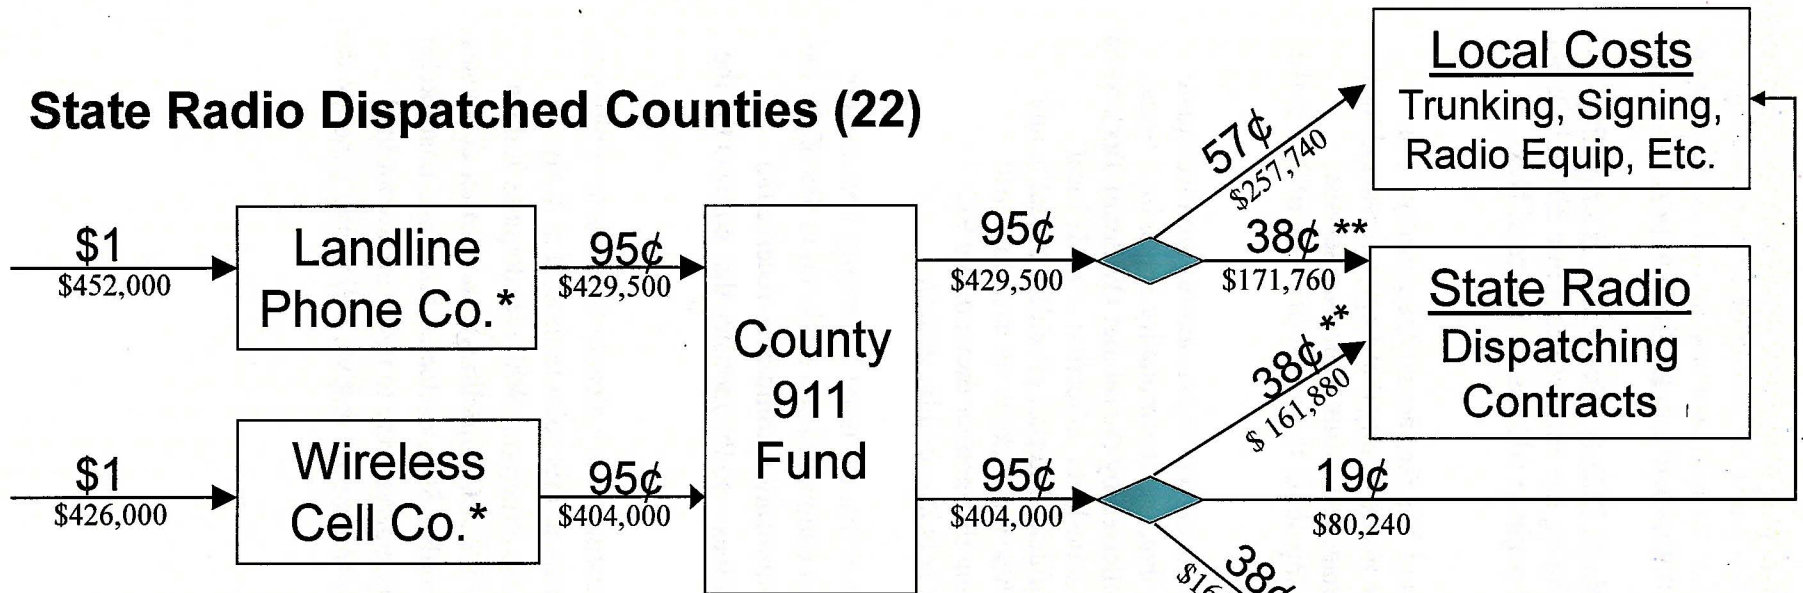 State Radio Dispatched Counties (22)
$1
$452,000
Landline
Phone Co.*
95¢
$429,500
$1
$426,000
Wireless
Cell Co.*
95¢
$404,000
County
911
Fund
95¢
$429,500
57¢
$257,740
Local Costs
Trunking, Signing,
Radio Equip, Etc.
38¢ **
$171,760
State Radio
Dispatching
Contracts
38¢ **
$ 161,880
95¢
$404,000
19¢
$80,240
38¢